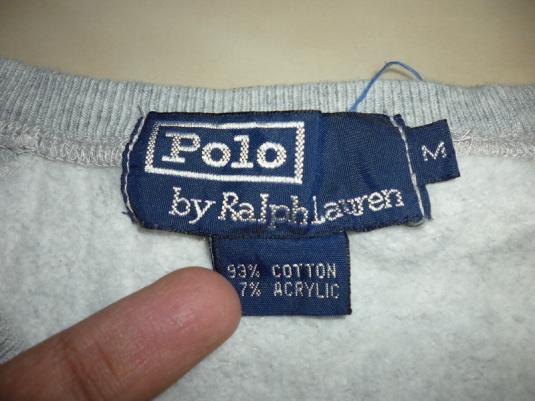 Polo
by Ralph Lauren
M
93% COTTON
7% ACRYLIC